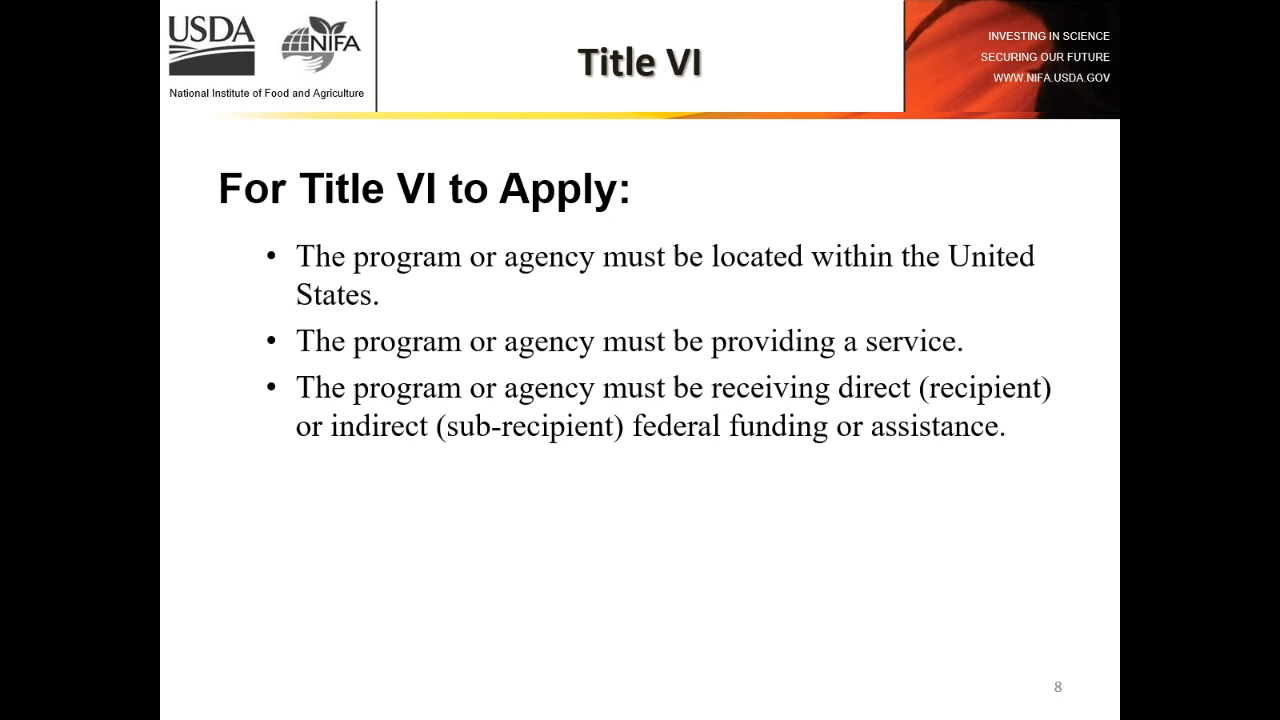 USDA
NIFA
National Institute of Food and Agriculture
Title VI
INVESTING IN SCIENCE
SECURING OUR FUTURE
WWW.NIFA.USDA.GOV
For Title VI to Apply:
• The program or agency must be located within the United
States.
• The program or agency must be providing a service.
• The program or agency must be receiving direct (recipient)
or indirect (sub-recipient) federal funding or assistance.
8